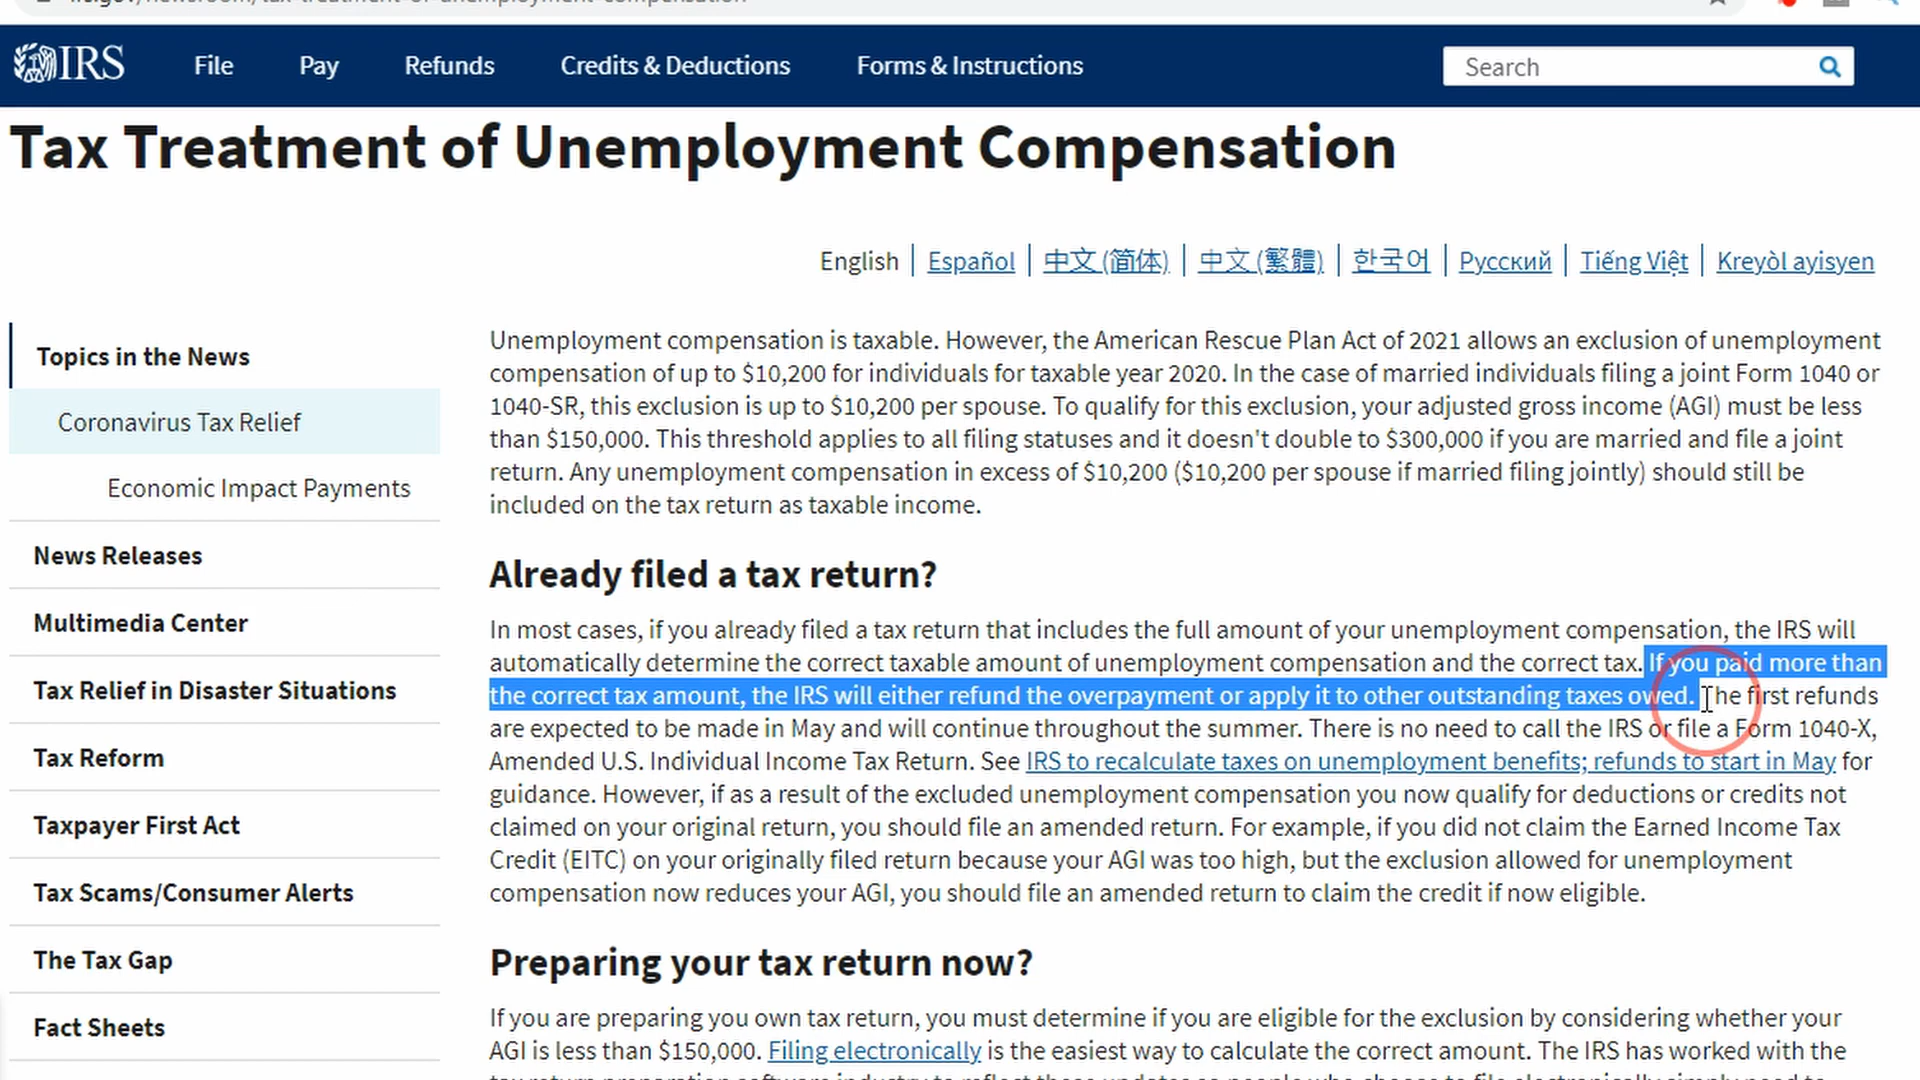 IRS File Pay Refunds Credits & Deductions Forms & Instructions Search
Tax Treatment of Unemployment Compensation
English Español 中文 (简体) 中文 (繁體) 한국어 Русский Tiếng Việt Kreyòl ayisyen
Topics in the News
Coronavirus Tax Relief
Economic Impact Payments
News Releases
Multimedia Center
Tax Relief in Disaster Situations
Tax Reform
Taxpayer First Act
Tax Scams/Consumer Alerts
The Tax Gap
Fact Sheets
Unemployment compensation is taxable. However, the American Rescue Plan Act of 2021 allows an exclusion of unemployment
compensation of up to $10,200 for individuals for taxable year 2020. In the case of married individuals filing a joint Form 1040 or
1040-SR, this exclusion is up to $10,200 per spouse. To qualify for this exclusion, your adjusted gross income (AGI) must be less
than $150,000. This threshold applies to all filing statuses and it doesn't double to $300,000 if you are married and file a joint
return. Any unemployment compensation in excess of $10,200 ($10,200 per spouse if married filing jointly) should still be
included on the tax return as taxable income.
Already filed a tax return?
In most cases, if you already filed a tax return that includes the full amount of your unemployment compensation, the IRS will
automatically determine the correct taxable amount of unemployment compensation and the correct tax. If you paid more than
the correct tax amount, the IRS will either refund the overpayment or apply it to other outstanding taxes owed. The first refunds
are expected to be made in May and will continue throughout the summer. There is no need to call the IRS or file a Form 1040-X,
Amended U.S. Individual Income Tax Return. See IRS to recalculate taxes on unemployment benefits; refunds to start in May for
guidance. However, if as a result of the excluded unemployment compensation you now qualify for deductions or credits not
claimed on your original return, you should file an amended return. For example, if you did not claim the Earned Income Tax
Credit (EITC) on your originally filed return because your AGI was too high, but the exclusion allowed for unemployment
compensation now reduces your AGI, you should file an amended return to claim the credit if now eligible.
Preparing your tax return now?
If you are preparing you own tax return, you must determine if you are eligible for the exclusion by considering whether your
AGI is less than $150,000. Filing electronically is the easiest way to calculate the correct amount. The IRS has worked with the